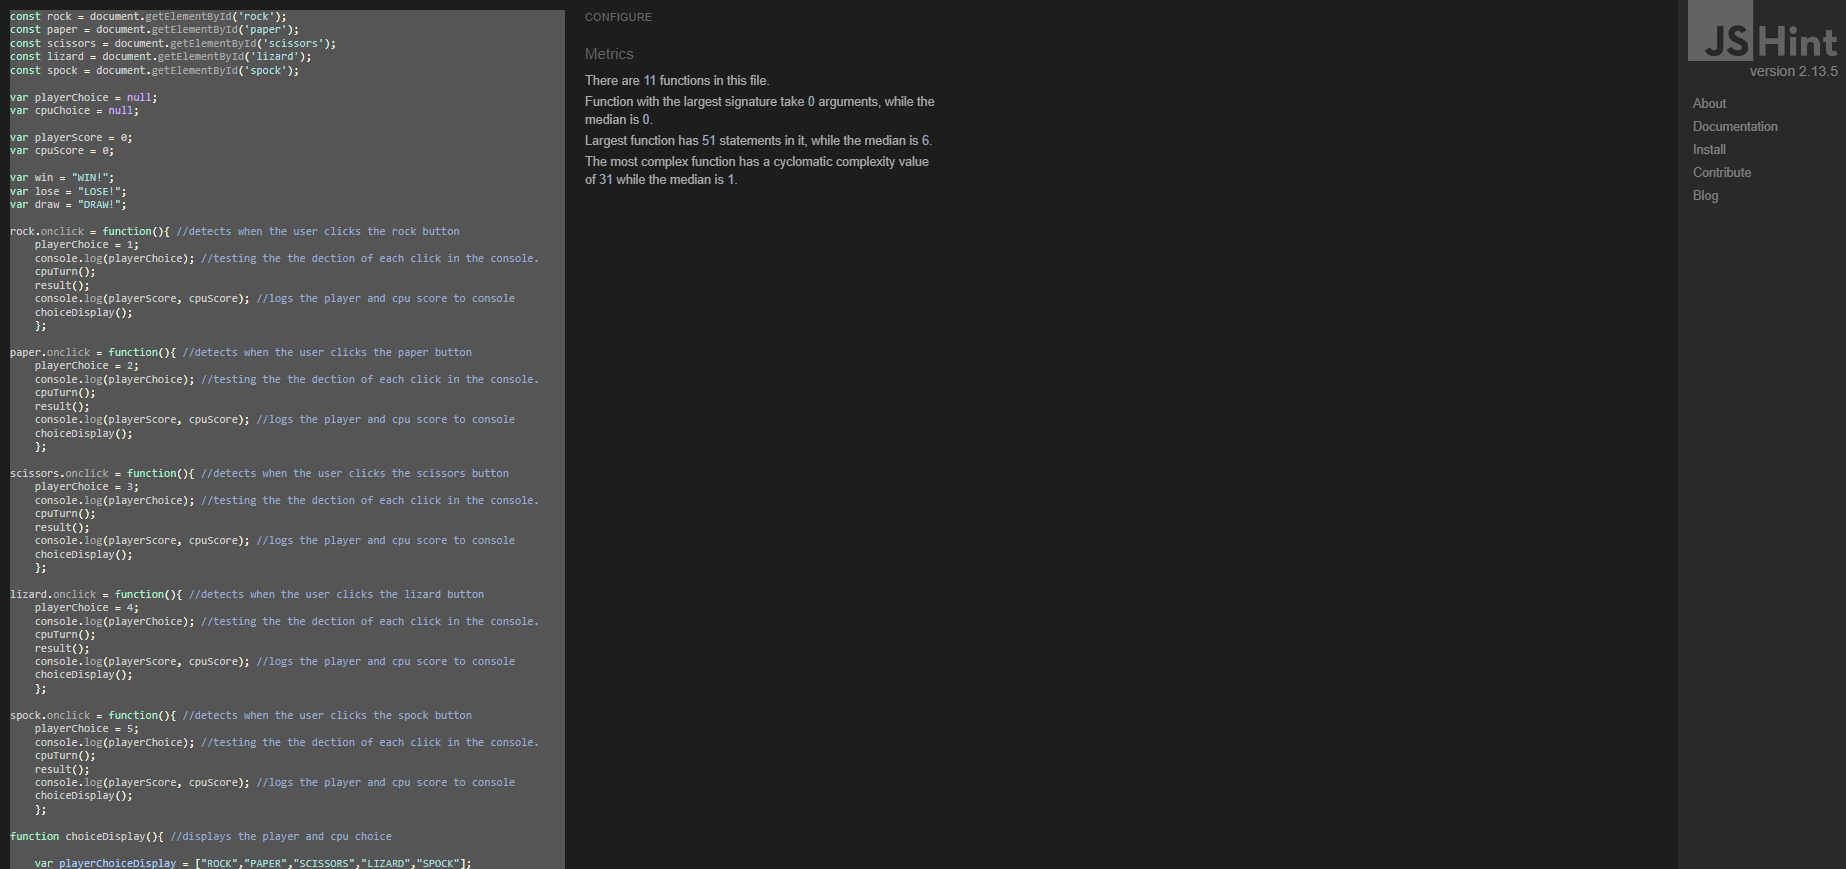 const rock = document.getElementById('rock');
const paper = document.getElementById('paper');
const scissors = document.getElementById('scissors');
const lizard = document.getElementById('lizard');
const spock = document.getElementById('spock');
var playerChoice = null;
var cpuChoice = null;
var playerScore = 0;
var cpuScore = 0;
var win = "WIN!";
var lose = "LOSE!";
var draw = "DRAW!";
rock.onclick = function(){ //detects when the user clicks the rock button
playerChoice = 1;
console.log(playerChoice); //testing the the dection of each click in the console.
cpuTurn();
result();
console.log(playerScore, cpuScore); //logs the player and cpu score to console
choiceDisplay();
};
paper.onclick = function(){ //detects when the user clicks the paper button
playerChoice = 2;
console.log(playerChoice); //testing the the dection of each click in the console.
cpuTurn();
result();
console.log(playerScore, cpuScore); //logs the player and cpu score to console
choiceDisplay();
};
scissors.onclick = function(){ //detects when the user clicks the scissors button
playerChoice = 3;
console.log(playerChoice); //testing the the dection of each click in the console.
cpuTurn();
result();
console.log(playerScore, cpuScore); //logs the player and cpu score to console
choiceDisplay();
};
lizard.onclick = function(){ //detects when the user clicks the lizard button
playerChoice = 4;
console.log(playerChoice); //testing the the dection of each click in the console.
cpuTurn();
result();
console.log(playerScore, cpuScore); //logs the player and cpu score to console
choiceDisplay();
};
spock.onclick = function(){ //detects when the user clicks the spock button
playerChoice = 5;
console.log(playerChoice); //testing the the dection of each click in the console.
cpuTurn();
result();
console.log(playerScore, cpuScore); //logs the player and cpu score to console
choiceDisplay();
};
function choiceDisplay(){ //displays the player and cpu choice
var playerChoiceDisplay = ["ROCK","PAPER","SCISSORS","LIZARD","SPOCK"];
CONFIGURE
Metrics
There are 11 functions in this file.
Function with the largest signature take 0 arguments, while the
median is 0.
Largest function has 51 statements in it, while the median is 6.
The most complex function has a cyclomatic complexity value
of 31 while the median is 1.
JSHint
version 2.13.5
About
Documentation
Install
Contribute
Blog